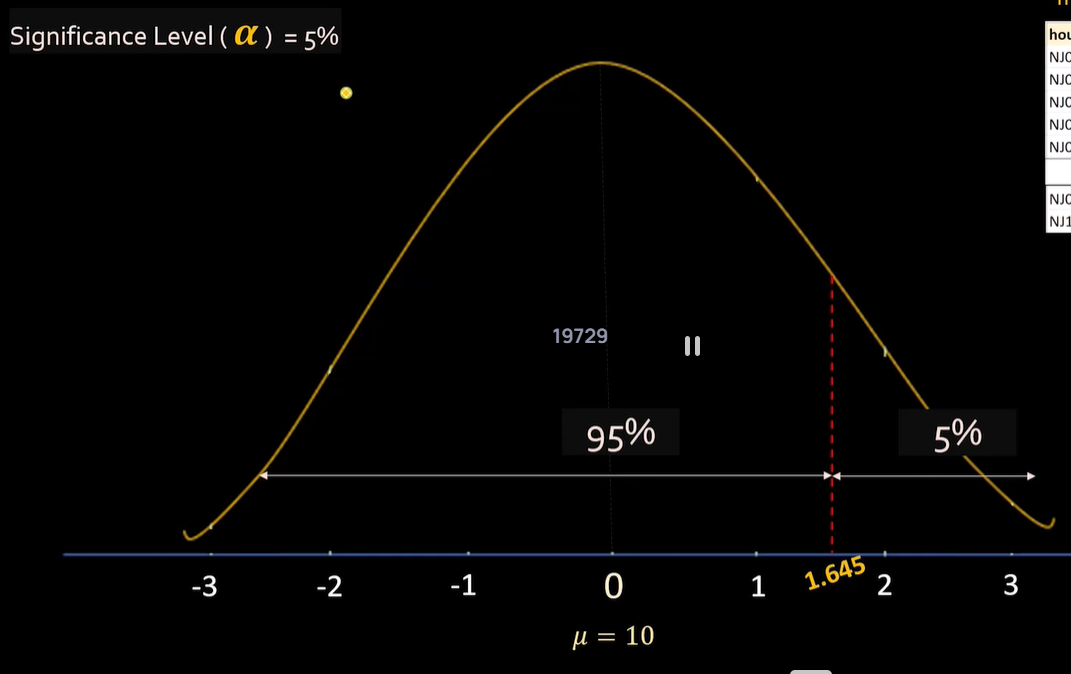 Significance Level ( α ) = 5%
hou
NJ0
NJ0
NJ0
NJ0
NJ0
NJ0
NJ1
19729
95%
5%
-3 -2 -1 0 1 1.645 2 3
μ = 10